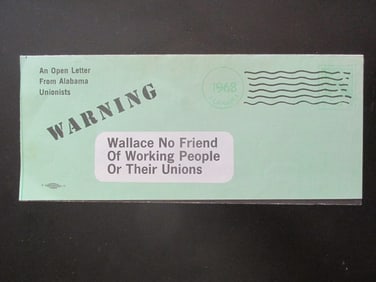 An Open Letter
From Alabama
Unionists
WARNING
1968
Wallace No Friend
Of Working People
Or Their Unions